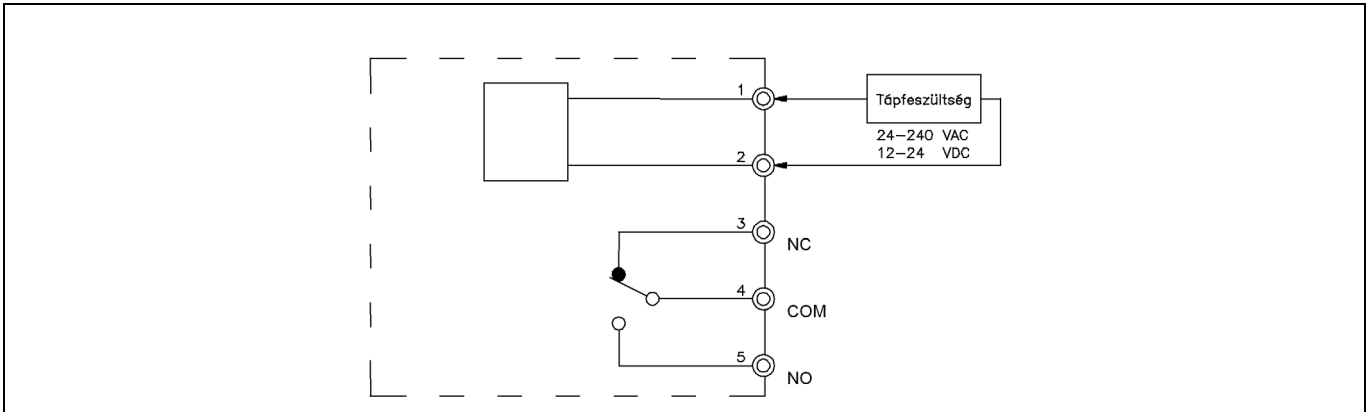 1
Tápfeszültség
24-240 VAC
12-24 VDC
2
3
NC
4
COM
5
NO